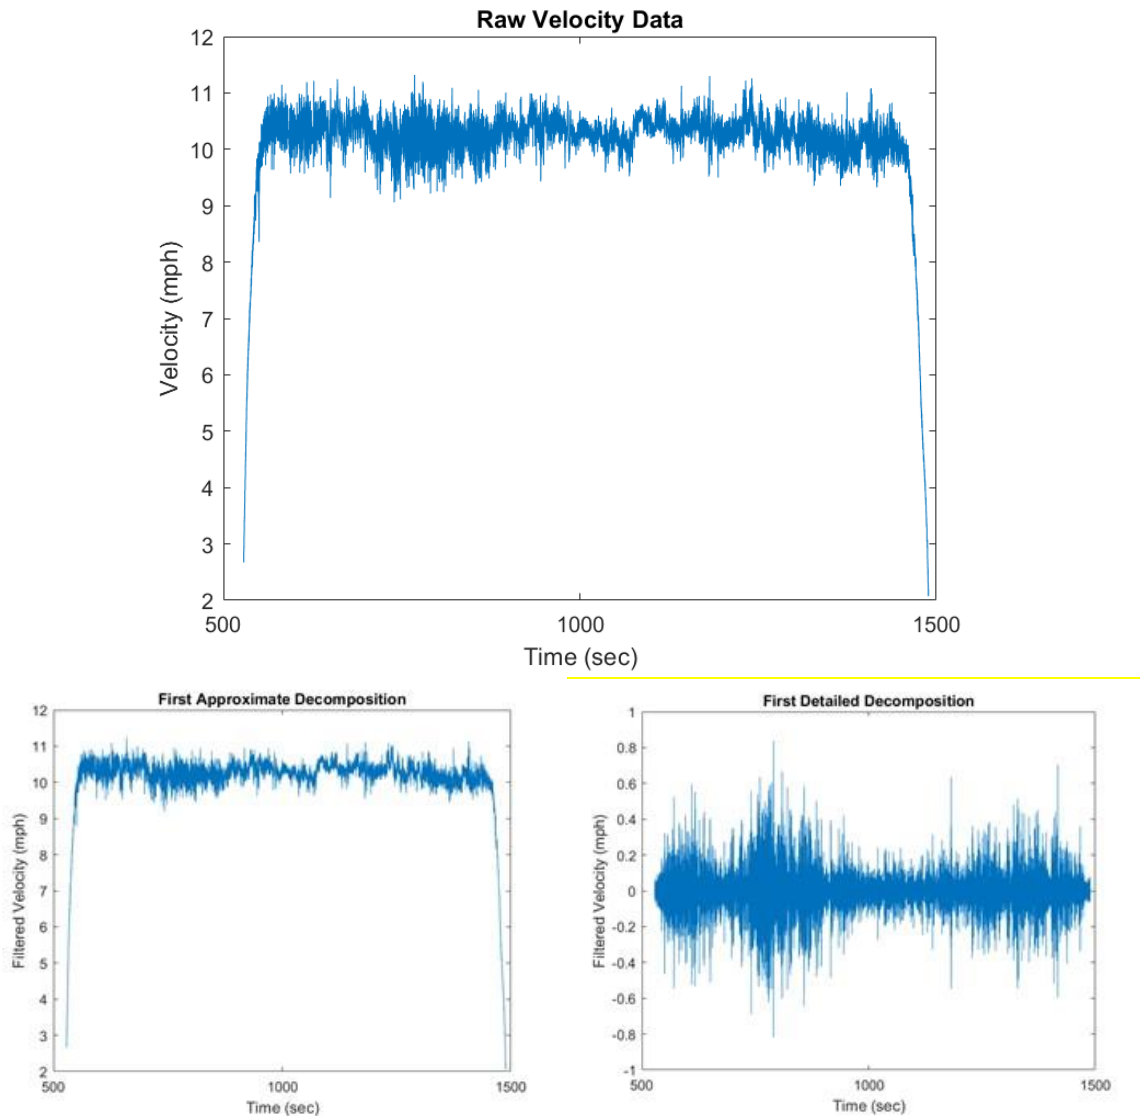 Raw Velocity Data
12
11
10
9
8
7
6
5
4
3
2
Velocity (mph)
500 1000 1500
Time (sec)
First Approximate Decomposition
12
11
10
9
8
7
6
5
4
3
2
Filtered Velocity (mph)
500 1000 1500
Time (sec)
First Detailed Decomposition
1
0.8
0.6
0.4
0.2
0
-0.2
-0.4
-0.6
-0.8
-1
Filtered Velocity (mph)
500 1000 1500
Time (sec)